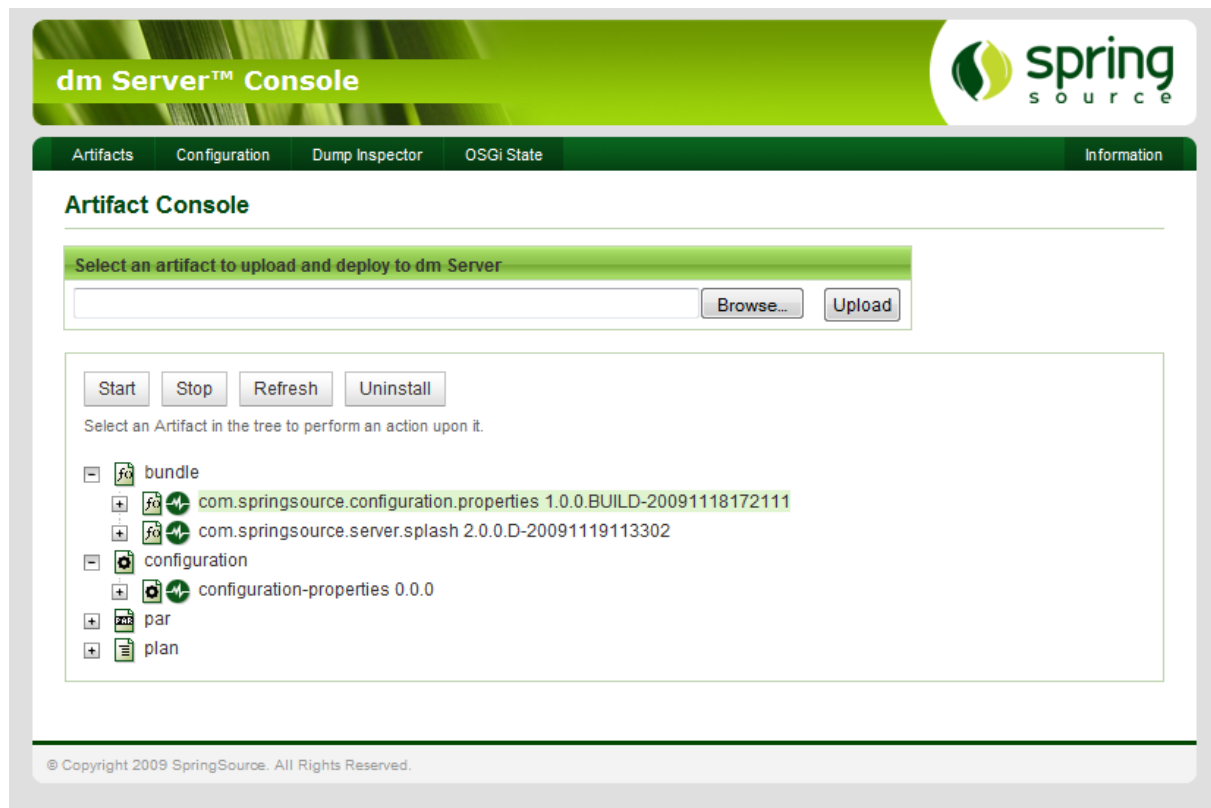 dm Server™ Console
spring
source
Artifacts Configuration Dump Inspector OSGi State Information
Artifact Console
Select an artifact to upload and deploy to dm Server
Browse... Upload
Start Stop Refresh Uninstall
Select an Artifact in the tree to perform an action upon it.
bundle
com.springsource.configuration.properties 1.0.0.BUILD-20091118172111
com.springsource.server.splash 2.0.0.D-20091119113302
configuration
configuration-properties 0.0.0
PAR par
plan
© Copyright 2009 SpringSource. All Rights Reserved.